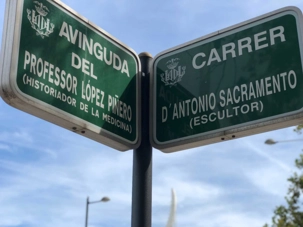 AVINGUDA
DEL
PROFESSOR LÓPEZ PIÑERO
(HISTORIADOR DE LA MEDICINA)
CARRER
D´ANTONIO SACRAMENTO
(ESCULTOR)